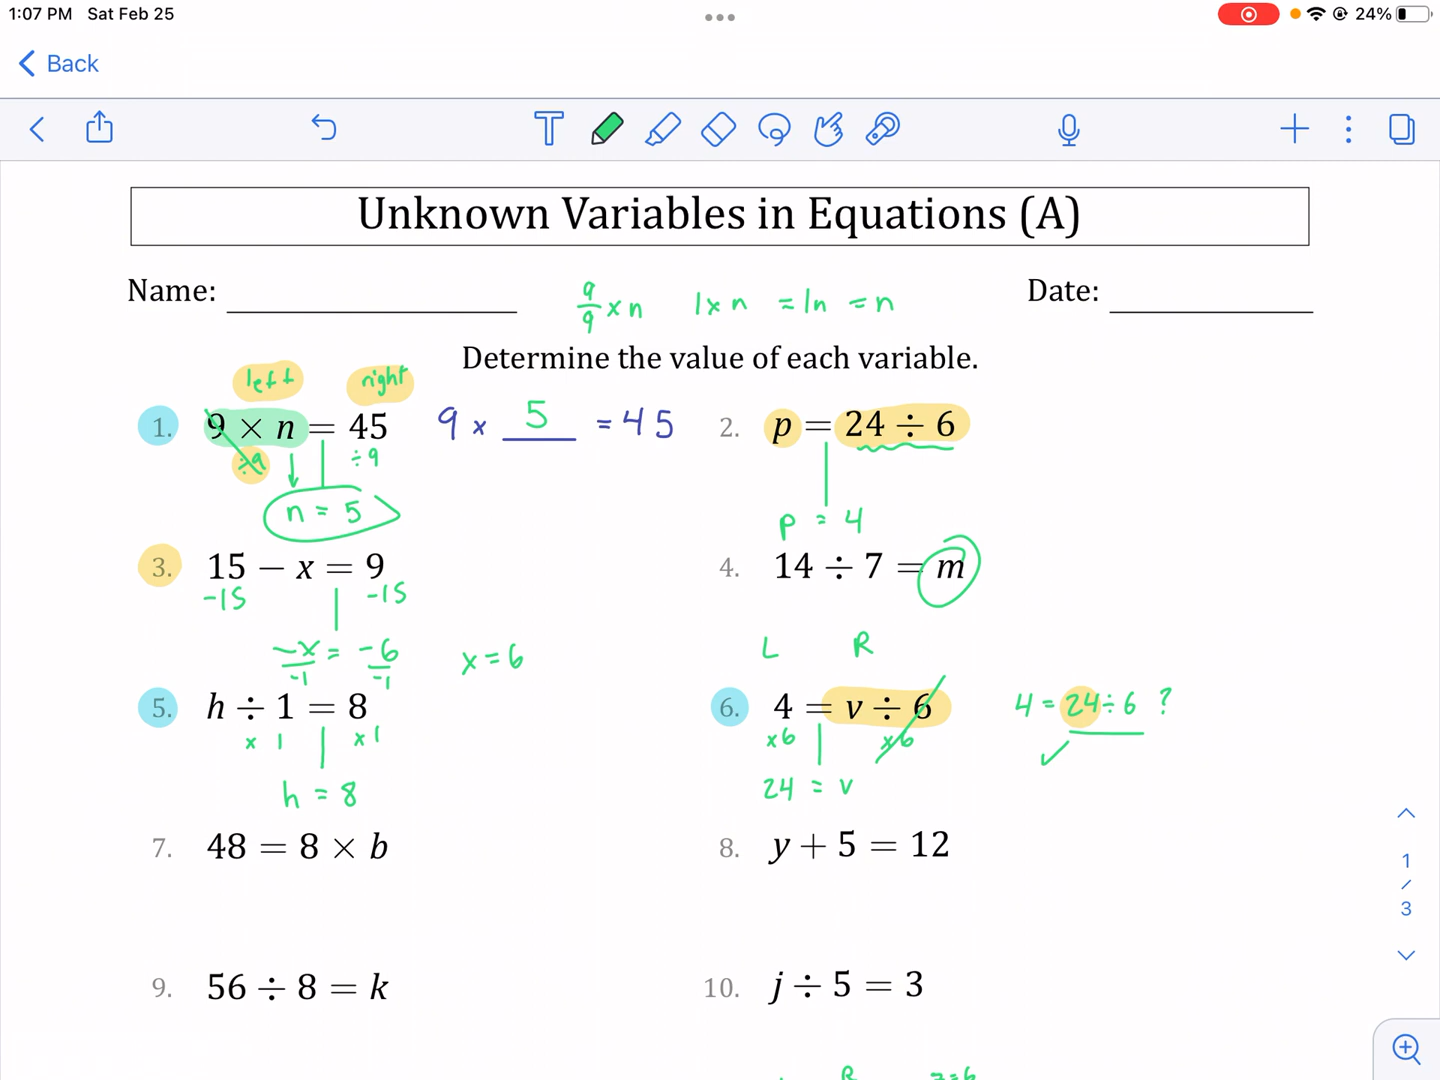 1:07 PM Sat Feb 25
24%
Back
Unknown Variables in Equations (A)
Name: Date:
9/9 × n 1 × n = 1n = n
Determine the value of each variable.
left right
1. 9 × n = 45 9 × 5 = 45
÷9 ÷9
n = 5
2. p = 24 ÷ 6
p = 4
3. 15 − x = 9
-15 -15
-x/-1 = -6/-1 x = 6
4. 14 ÷ 7 = m
5. h ÷ 1 = 8
x 1 x1
h = 8
L R
6. 4 = v ÷ 6 4 = 24 ÷ 6 ?
x6 x6
24 = v
7. 48 = 8 × b
8. y + 5 = 12
9. 56 ÷ 8 = k
10. j ÷ 5 = 3
R
1
/
3